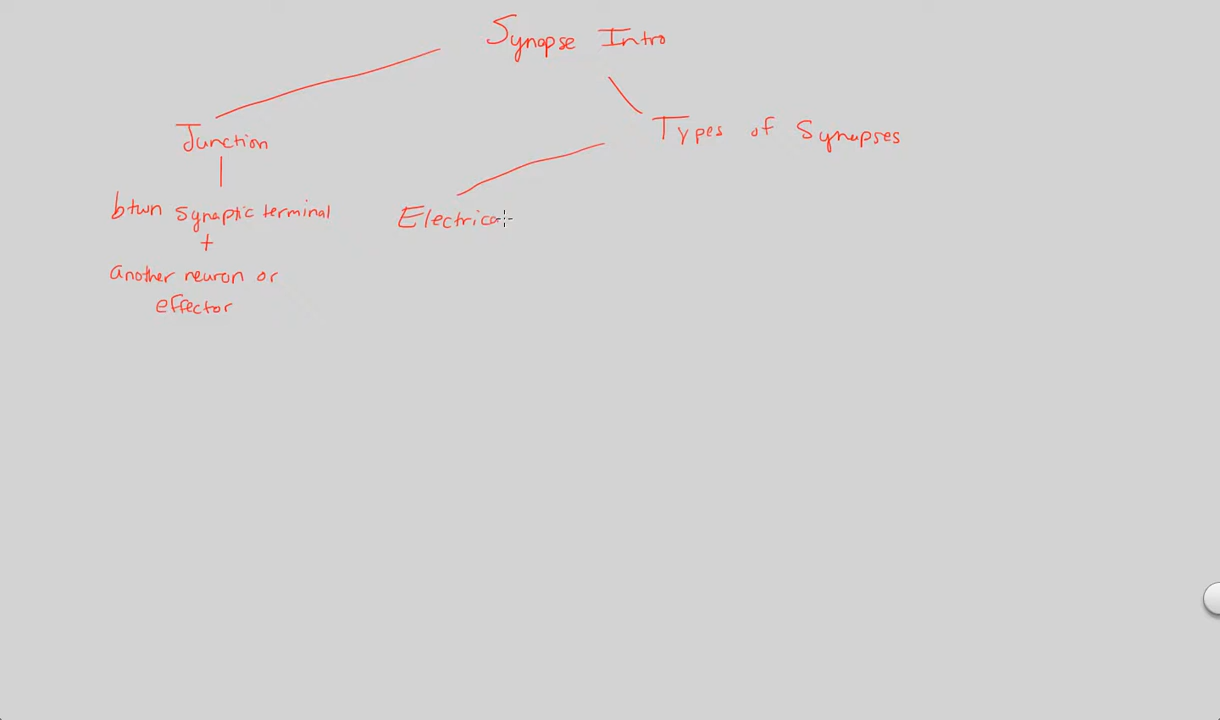 Synapse Intro
Junction
Types of Synapses
btwn synaptic terminal
+
another neuron or
effector
Electrica